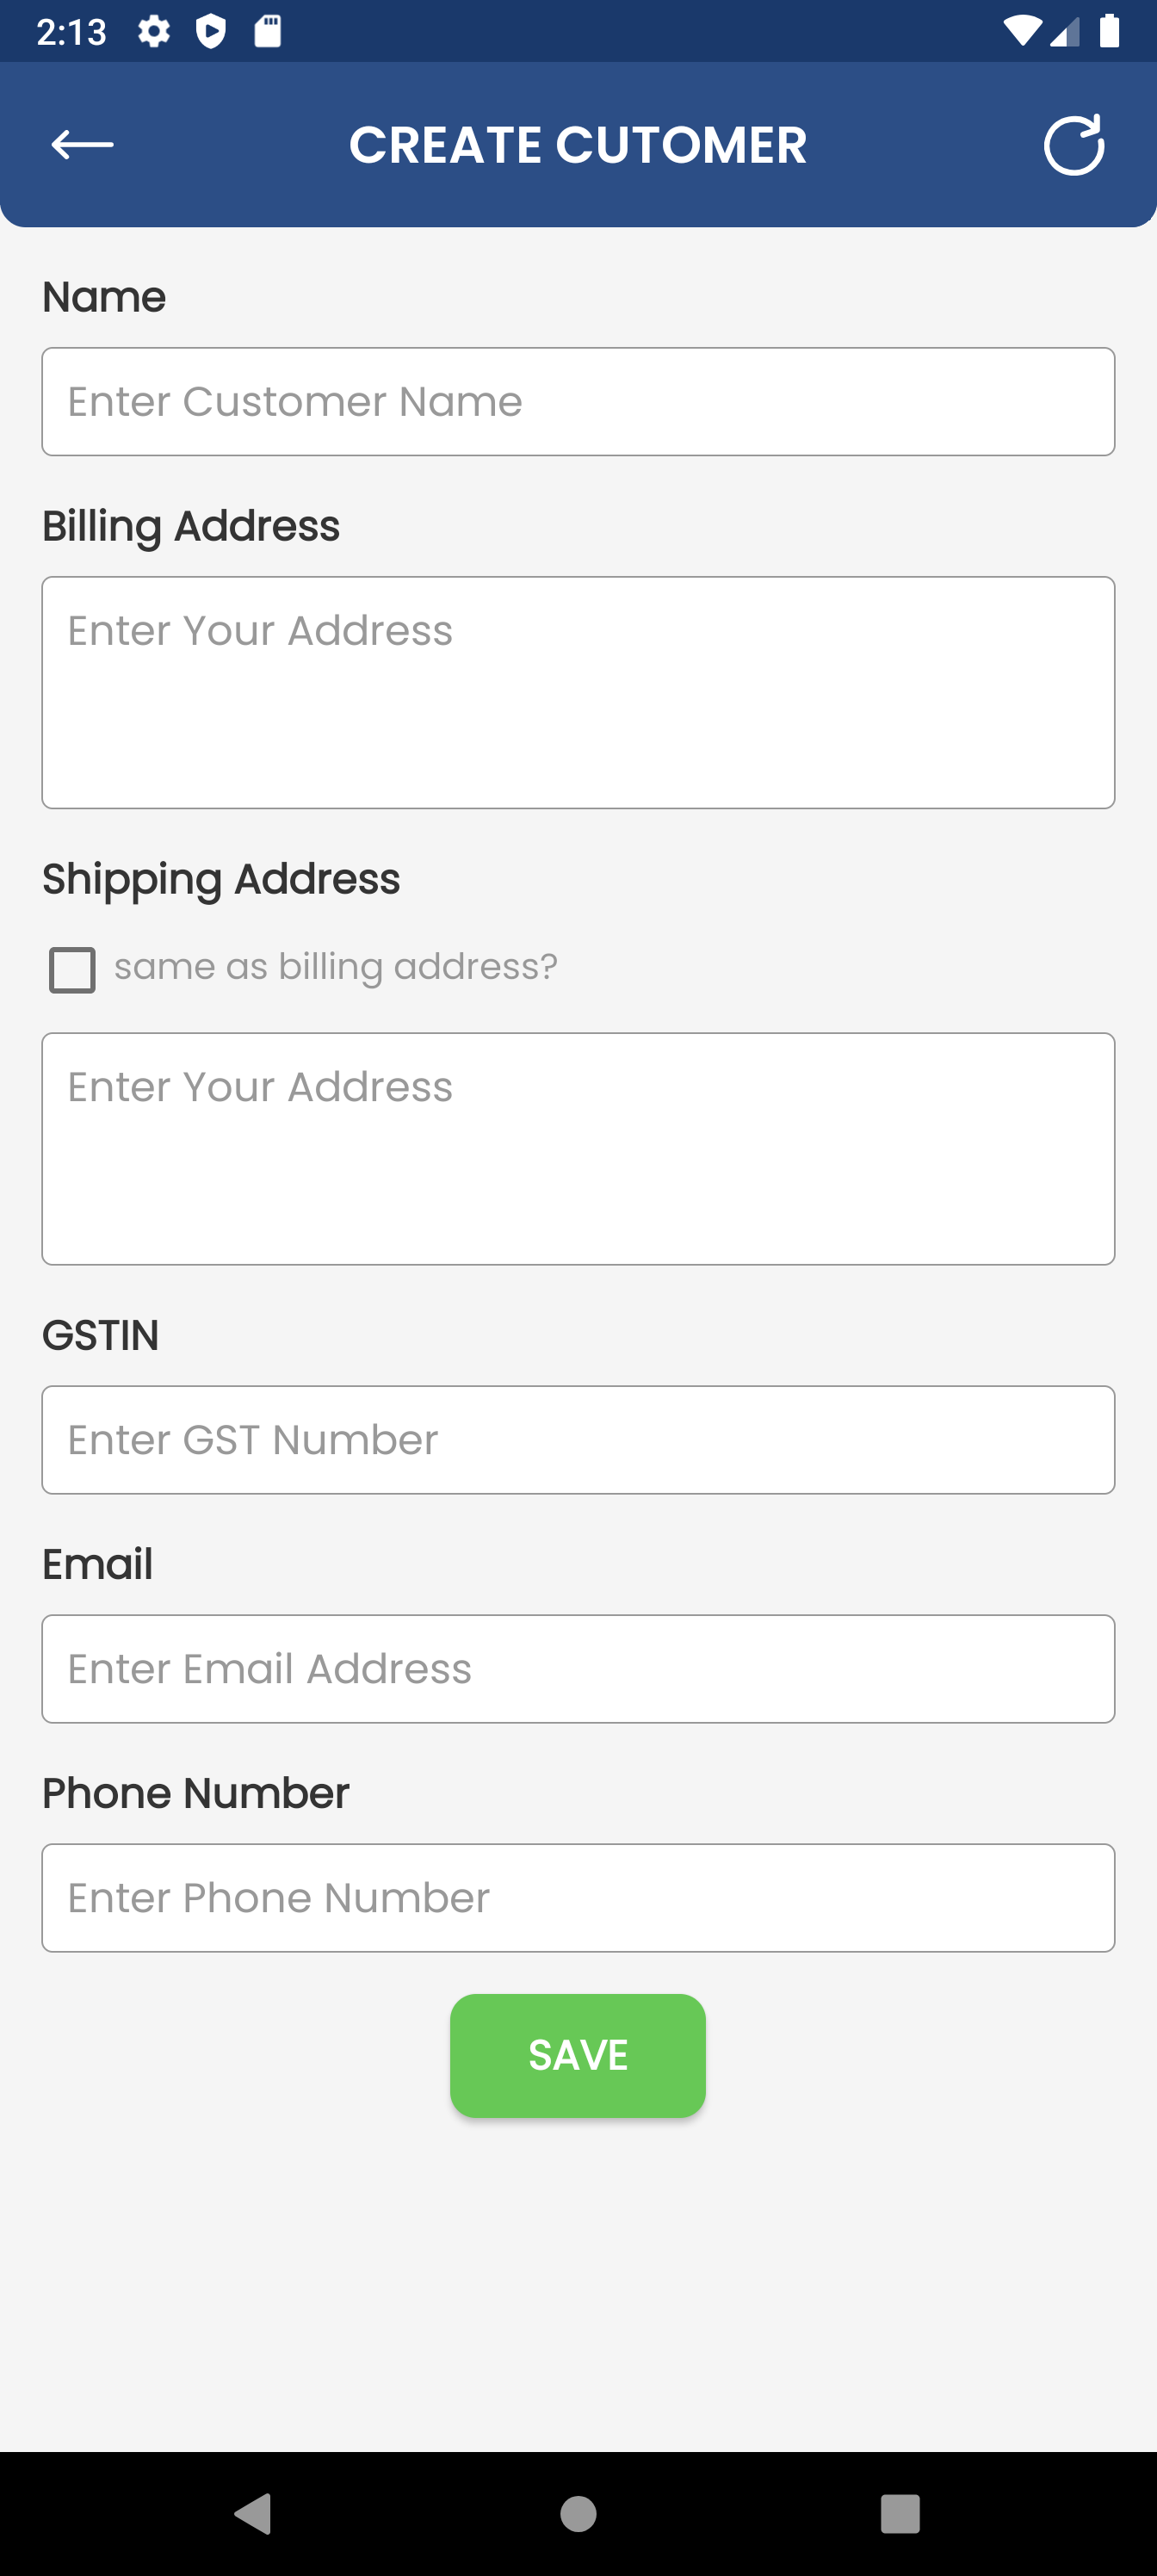 2:13
CREATE CUTOMER
Name
Enter Customer Name
Billing Address
Enter Your Address
Shipping Address
same as billing address?
Enter Your Address
GSTIN
Enter GST Number
Email
Enter Email Address
Phone Number
Enter Phone Number
SAVE